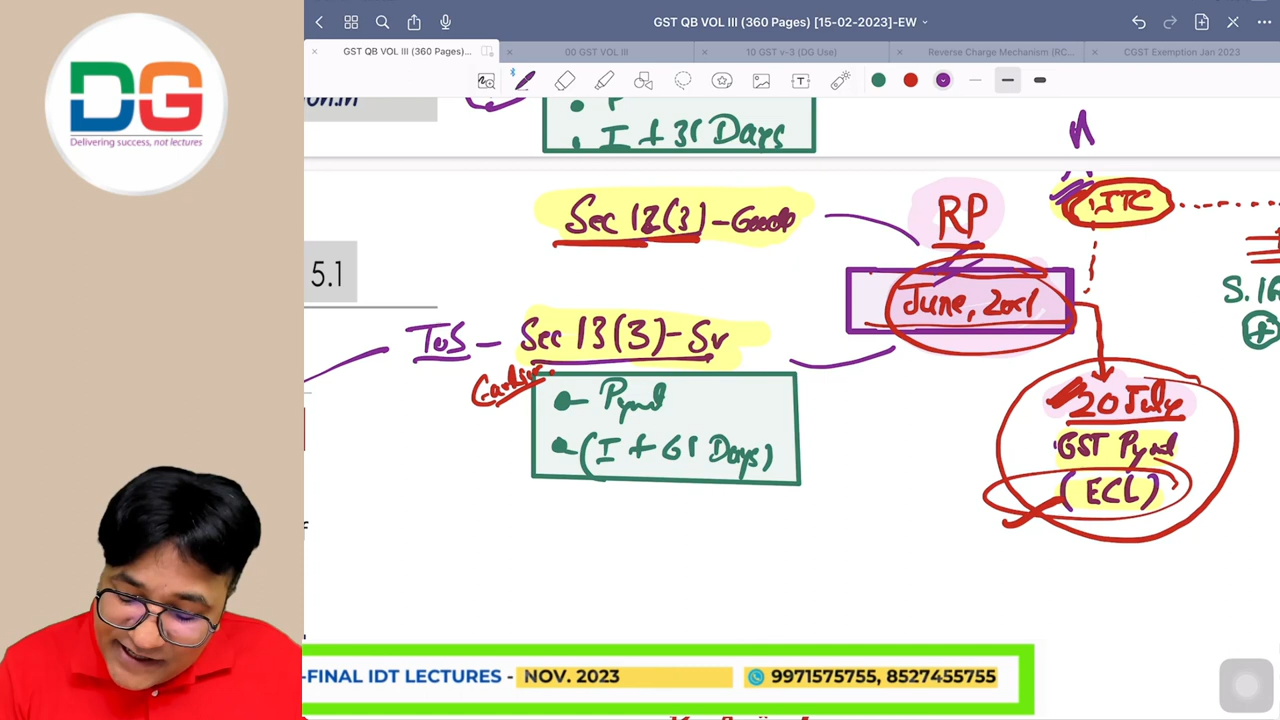 GST QB VOL III (360 Pages) [15-02-2023]-EW
GST QB VOL III (360 Pages)...
00 GST VOL III
10 GST v-3 (DG Use)
Reverse Charge Mechanism (RC...
CGST Exemption Jan 2023
DG
Delivering success, not lectures
I + 31 Days
Sec 12(3) - Goods
RP
ITC
5.1
June, 2001
ToS - Sec 13(3) - Sv
Earlier
Pymt
(I + 61 Days)
20 July
GST Pymt
(ECL)
-FINAL IDT LECTURES - NOV. 2023
9971575755, 8527455755